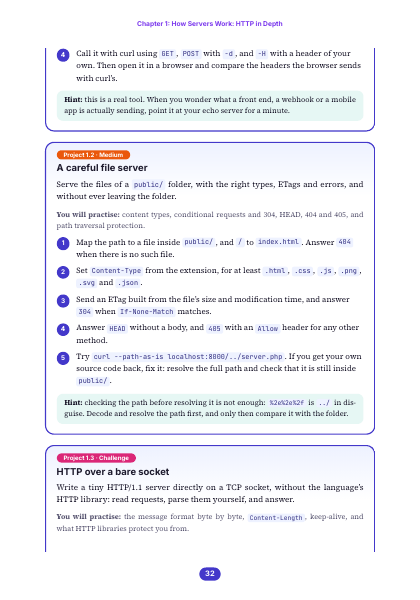 Chapter 1: How Servers Work: HTTP in Depth
4 Call it with curl using GET, POST with -d, and -H with a header of your
own. Then open it in a browser and compare the headers the browser sends
with curl's.
Hint: this is a real tool. When you wonder what a front end, a webhook or a mobile
app is actually sending, point it at your echo server for a minute.
Project 1.2 · Medium
A careful file server
Serve the files of a public/ folder, with the right types, ETags and errors, and
without ever leaving the folder.
You will practise: content types, conditional requests and 304, HEAD, 404 and 405, and
path traversal protection.
1 Map the path to a file inside public/, and / to index.html. Answer 404
when there is no such file.
2 Set Content-Type from the extension, for at least .html, .css, .js, .png,
.svg and .json.
3 Send an ETag built from the file's size and modification time, and answer
304 when If-None-Match matches.
4 Answer HEAD without a body, and 405 with an Allow header for any other
method.
5 Try curl --path-as-is localhost:8000/../server.php. If you get your own
source code back, fix it: resolve the full path and check that it is still inside
public/.
Hint: checking the path before resolving it is not enough: %2e%2e%2f is ../ in dis-
guise. Decode and resolve the path first, and only then compare it with the folder.
Project 1.3 · Challenge
HTTP over a bare socket
Write a tiny HTTP/1.1 server directly on a TCP socket, without the language's
HTTP library: read requests, parse them yourself, and answer.
You will practise: the message format byte by byte, Content-Length, keep-alive, and
what HTTP libraries protect you from.
32